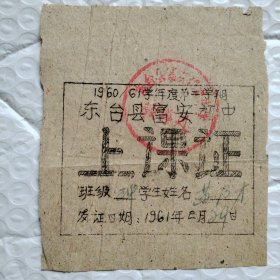 1960/61学年度第二学期
东台县富安初中
上课证
班级 学生姓名
发证日期：1961年2月24日